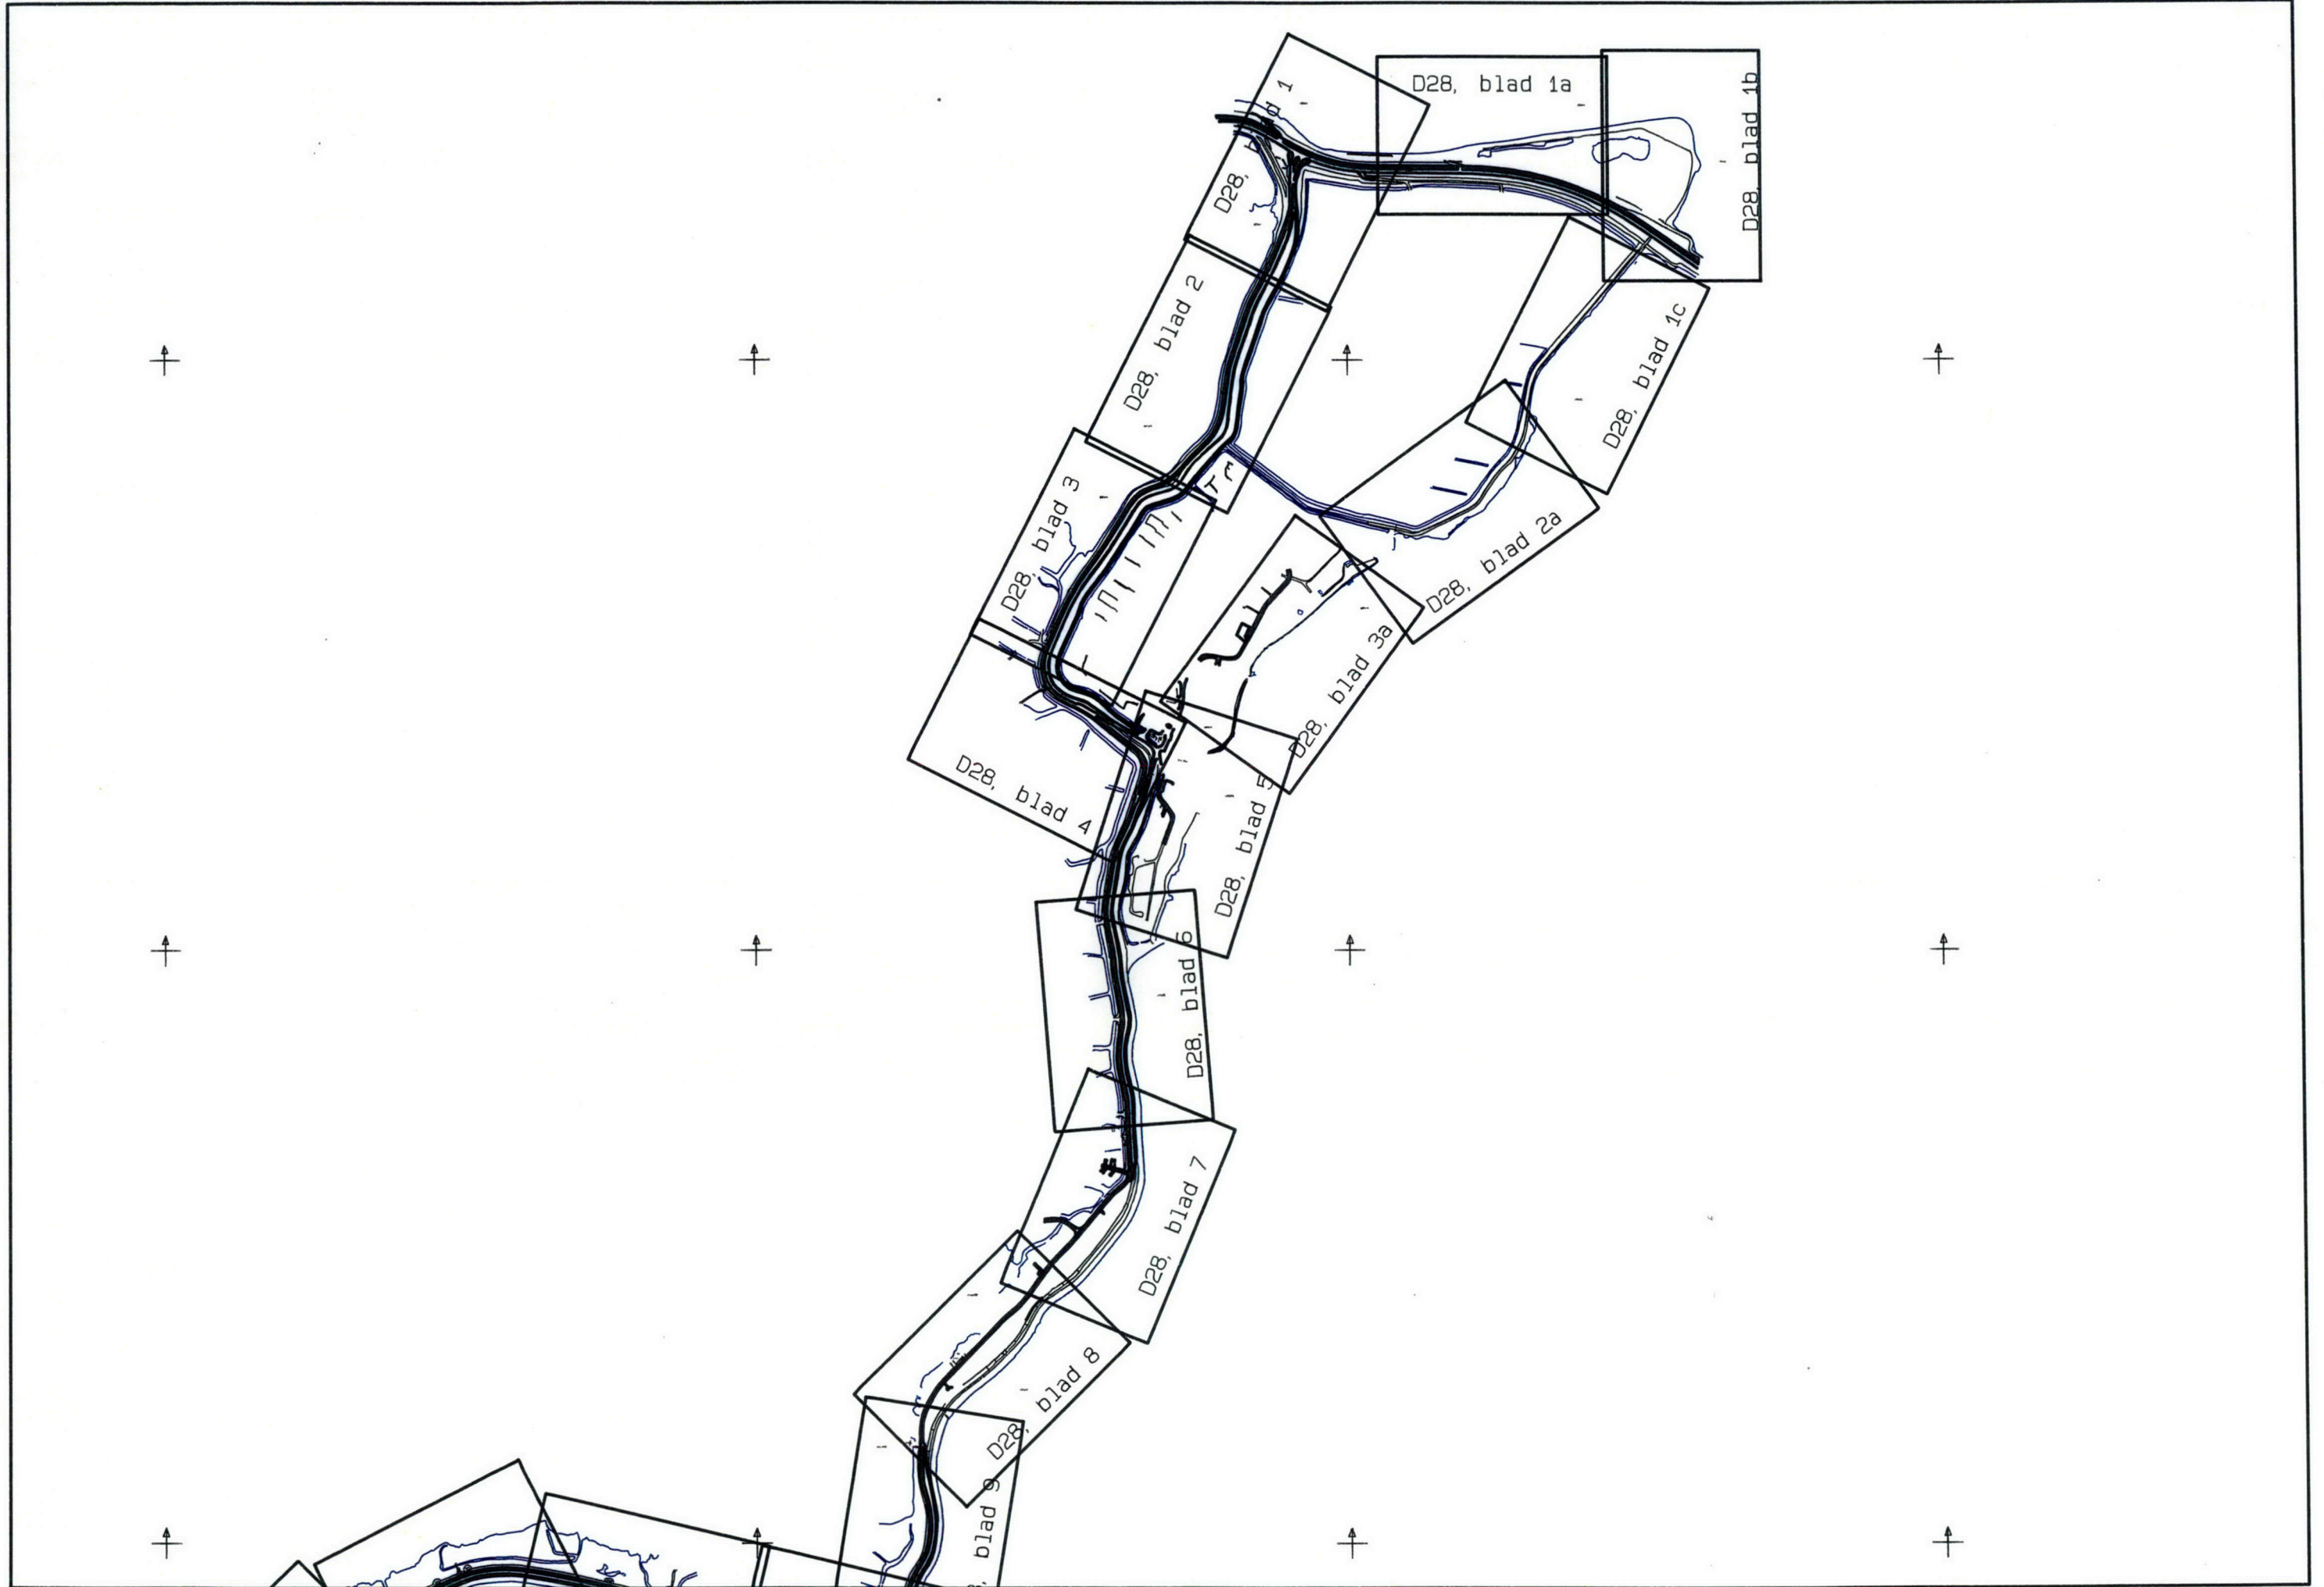 D28, blad 1
D28, blad 1a
D28, blad 1b
D28, blad 2
D28, blad 1c
D28, blad 3
D28, blad 2a
D28, blad 3a
D28, blad 4
D28, blad 5
D28, blad 6
D28, blad 7
D28, blad 8
blad 9